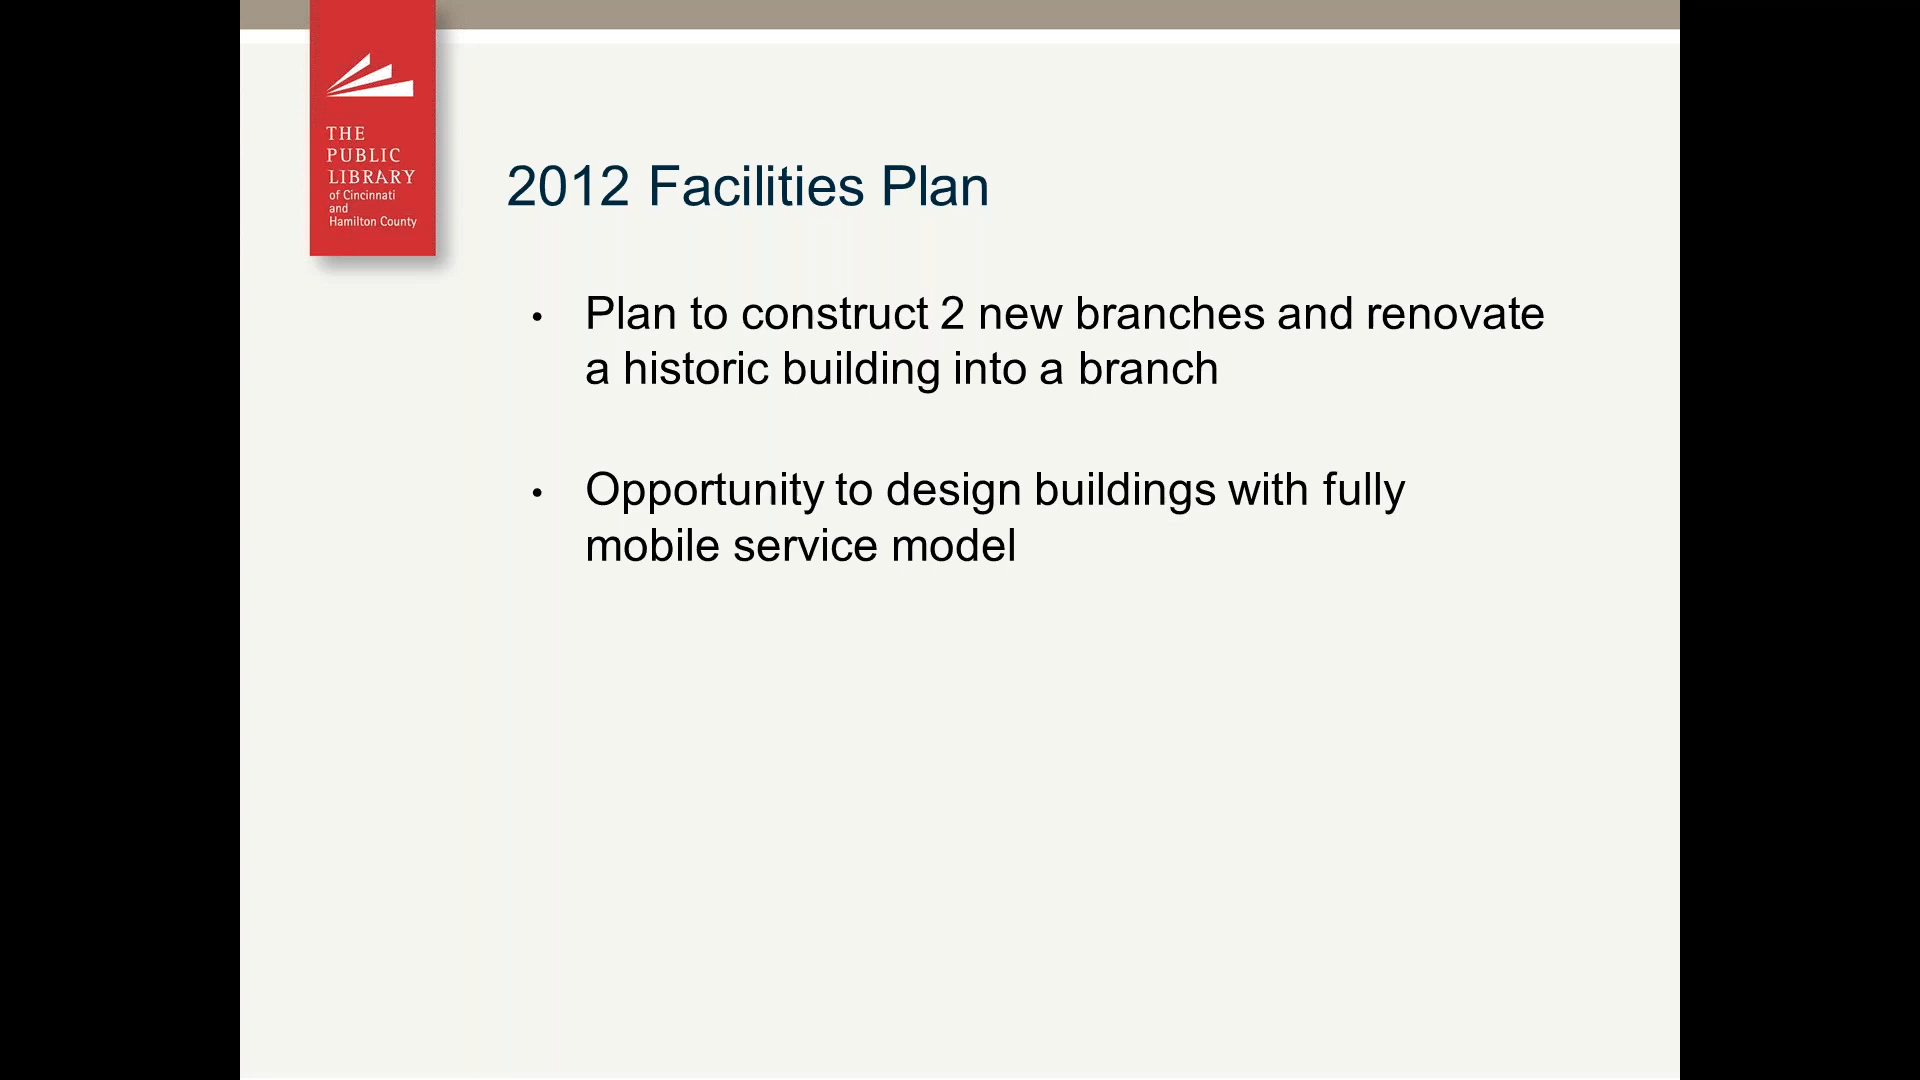 THE
PUBLIC
LIBRARY
of Cincinnati
and
Hamilton County
2012 Facilities Plan
• Plan to construct 2 new branches and renovate
a historic building into a branch
• Opportunity to design buildings with fully
mobile service model